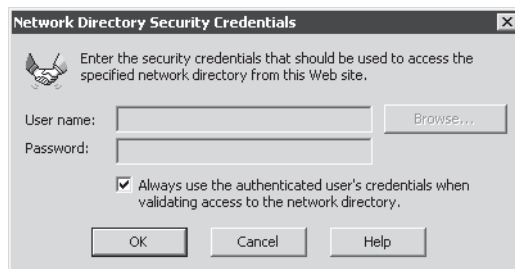 Network Directory Security Credentials
Enter the security credentials that should be used to access the
specified network directory from this Web site.
User name:
Browse...
Password:
Always use the authenticated user's credentials when
validating access to the network directory.
OK
Cancel
Help